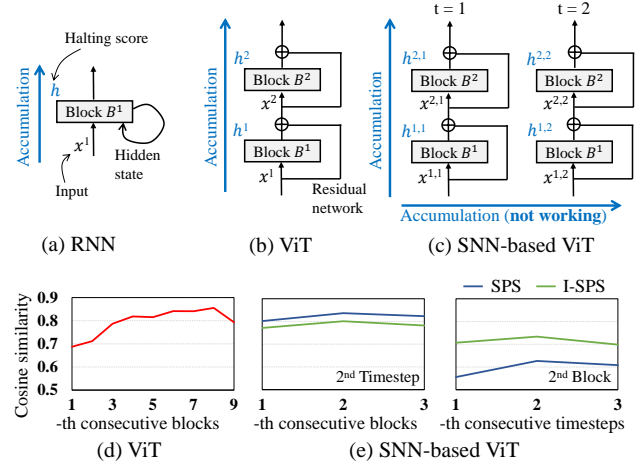 Halting score
h
Accumulation
Block B¹
x¹
Hidden
state
Input
(a) RNN
Accumulation
h²
Block B²
x²
h¹
Block B¹
x¹
Residual
network
(b) ViT
Accumulation
t = 1
t = 2
h²,¹
Block B²
x²,¹
h¹,¹
Block B¹
x¹,¹
h²,²
Block B²
x²,²
h¹,²
Block B¹
x¹,²
Accumulation (not working)
(c) SNN-based ViT
Cosine similarity
0.9
0.8
0.7
0.6
0.5
1 3 5 7 9
-th consecutive blocks
(d) ViT
SPS I-SPS
2nd Timestep
1 2 3
-th consecutive blocks
2nd Block
1 2 3
-th consecutive timesteps
(e) SNN-based ViT